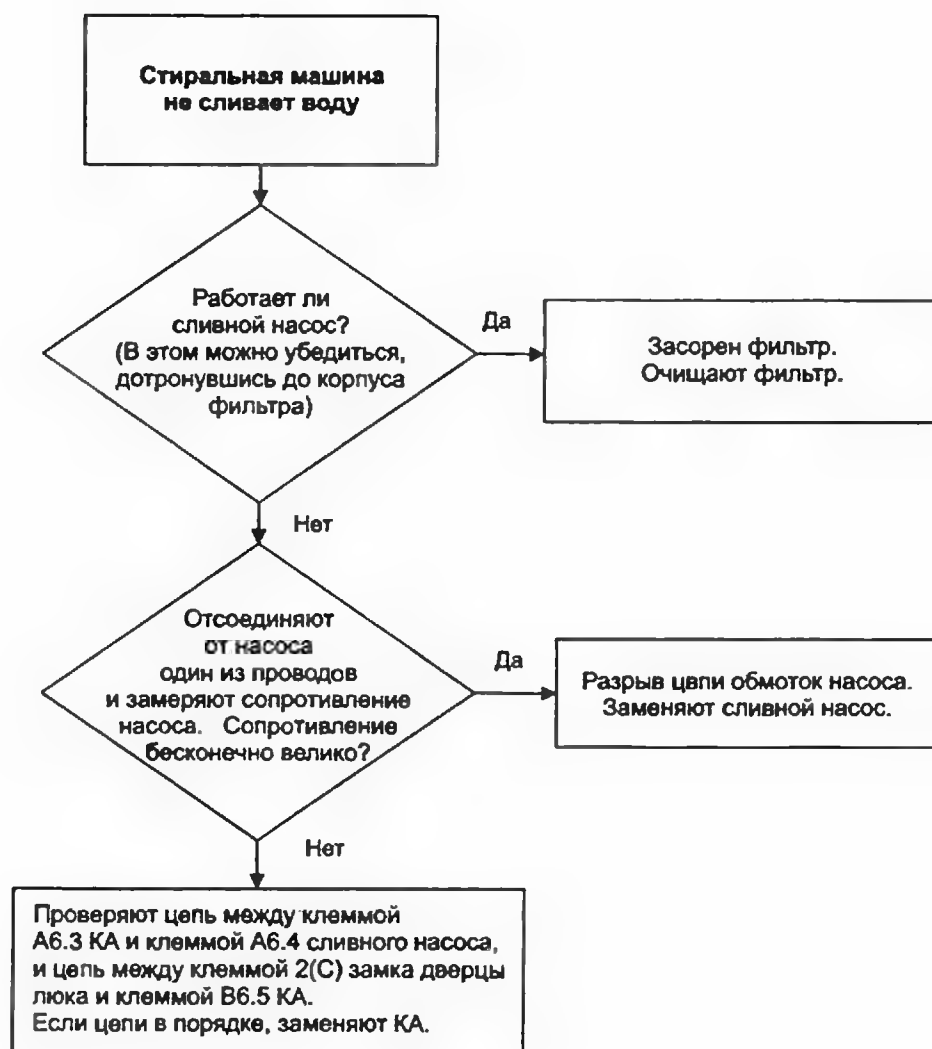 Стиральная машина
не сливает воду
Работает ли
сливной насос?
(В этом можно убедиться,
дотронувшись до корпуса
фильтра)
Да
Засорен фильтр.
Очищают фильтр.
Нет
Отсоединяют
от насоса
один из проводов
и замеряют сопротивление
насоса. Сопротивление
бесконечно велико?
Да
Разрыв цепи обмоток насоса.
Заменяют сливной насос.
Нет
Проверяют цепь между клеммой
А6.3 КА и клеммой А6.4 сливного насоса,
и цепь между клеммой 2(С) замка дверцы
люка и клеммой В6.5 КА.
Если цепи в порядке, заменяют КА.